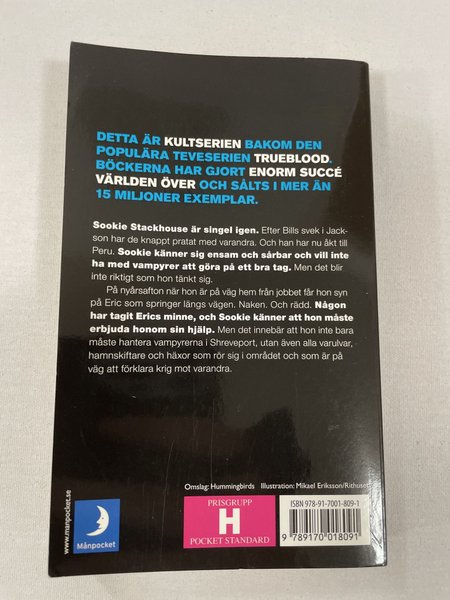 DETTA ÄR KULTSERIEN BAKOM DEN
POPULÄRA TEVESERIEN TRUEBLOOD.
BÖCKERNA HAR GJORT ENORM SUCCÉ
VÄRLDEN ÖVER OCH SÅLTS I MER ÄN
15 MILJONER EXEMPLAR.
Sookie Stackhouse är singel igen. Efter Bills svek i Jack-
son har de knappt pratat med varandra. Och han har nu åkt till
Peru. Sookie känner sig ensam och sårbar och vill inte
ha med vampyrer att göra på ett bra tag. Men det blir
inte riktigt som hon tänkt sig.
På nyårsafton när hon är på väg hem från jobbet får hon syn
på Eric som springer längs vägen. Naken. Och rädd. Någon
har tagit Erics minne, och Sookie känner att hon måste
erbjuda honom sin hjälp. Men det innebär att hon inte bara
måste hantera vampyrerna i Shreveport, utan även alla varulvar,
hamnskiftare och häxor som rör sig i området och som är på
väg att förklara krig mot varandra.
Omslag: Hummingbirds Illustration: Mikael Eriksson/Rithuset
www.manpocket.se
Månpocket
PRISGRUPP
H
POCKET STANDARD
ISBN 978-91-7001-809-1
9 789170 018091